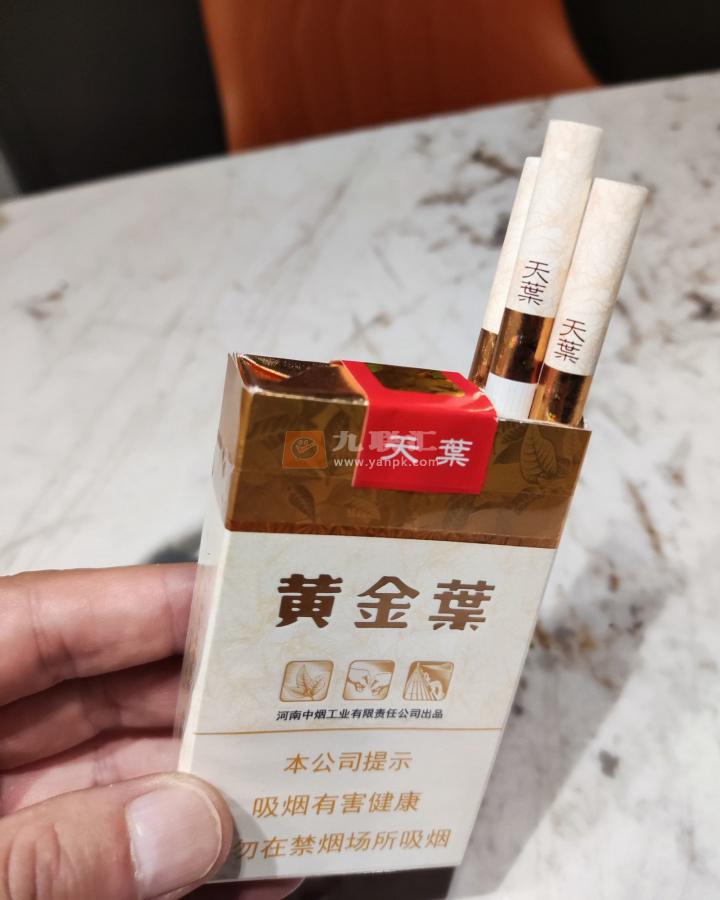 天葉
天葉
天葉
九联汇
www.yanpk.com
黄金葉
河南中烟工业有限责任公司出品
本公司提示
吸烟有害健康
勿在禁烟场所吸烟